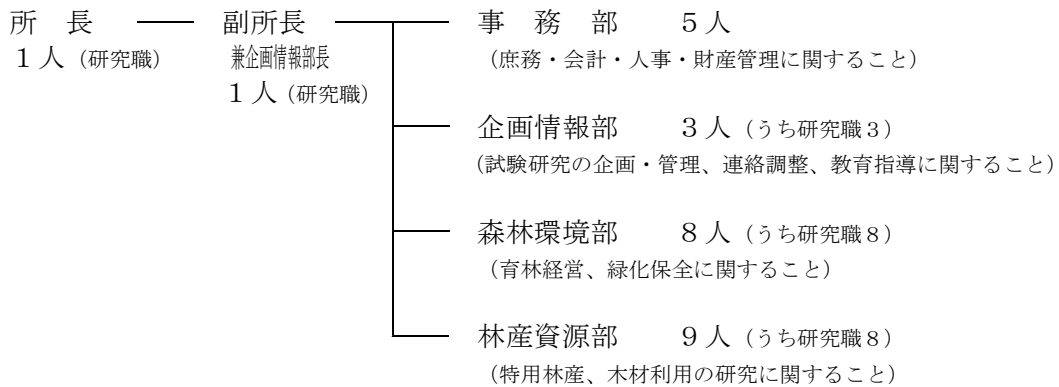 所　長
１人（研究職）
副所長
兼企画情報部長
１人（研究職）
事　務　部　　５人
（庶務・会計・人事・財産管理に関すること）
企画情報部　　３人（うち研究職３）
（試験研究の企画・管理、連絡調整、教育指導に関すること）
森林環境部　　８人（うち研究職８）
（育林経営、緑化保全に関すること）
林産資源部　　９人（うち研究職８）
（特用林産、木材利用の研究に関すること）